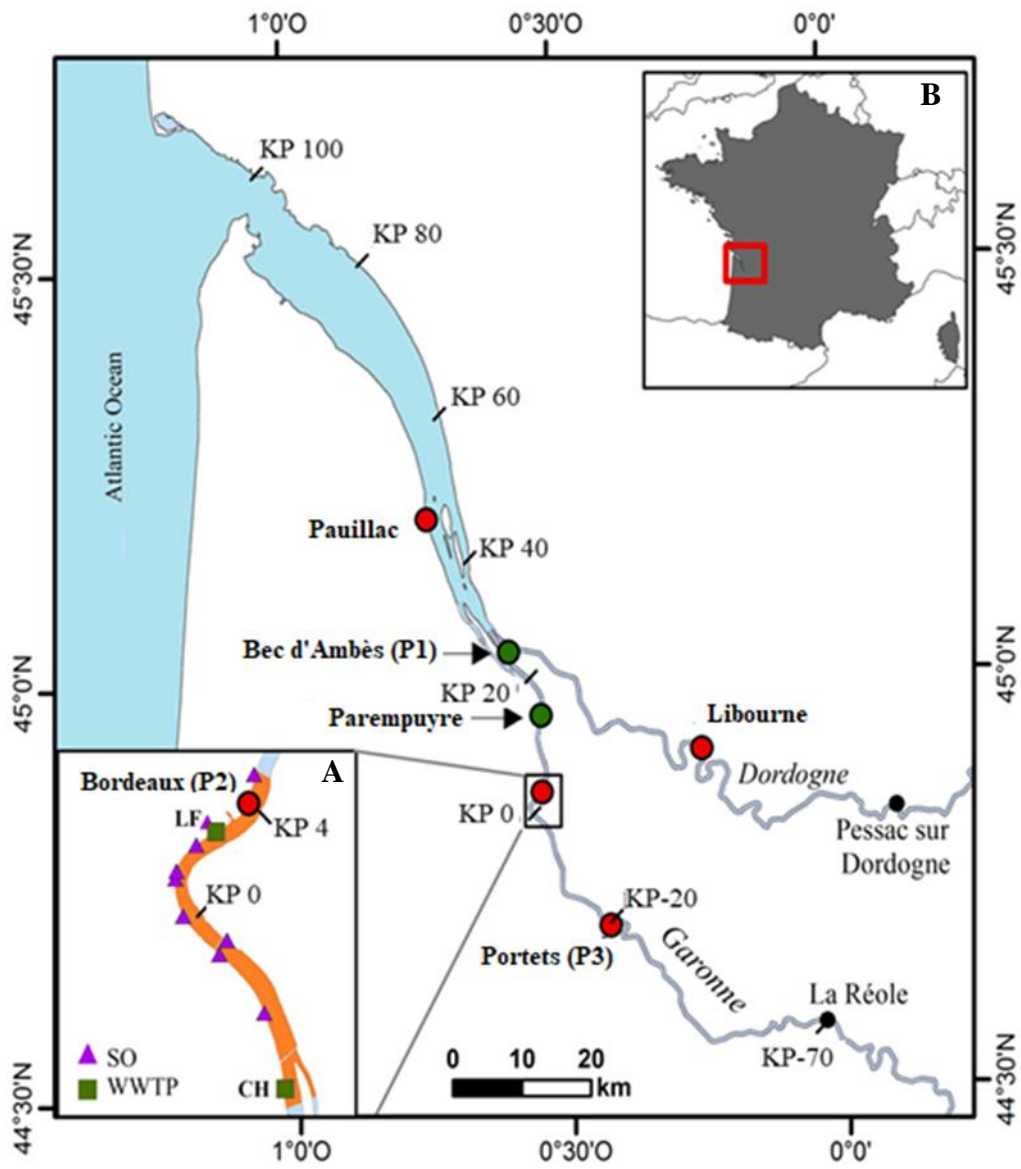 1°0'O
0°30'O
0°0'
B
KP 100
KP 80
45°30'N
45°30'N
Atlantic Ocean
KP 60
Pauillac
KP 40
Bec d'Ambès (P1)
45°0'N
45°0'N
KP 20
Parempuyre
Libourne
A
Bordeaux (P2)
Dordogne
LF
KP 4
KP 0
Pessac sur
Dordogne
KP 0
KP-20
Portets (P3)
Garonne
La Réole
KP-70
SO
WWTP
CH
0
10
20
km
44°30'N
44°30'N
1°0'O
0°30'O
0°0'